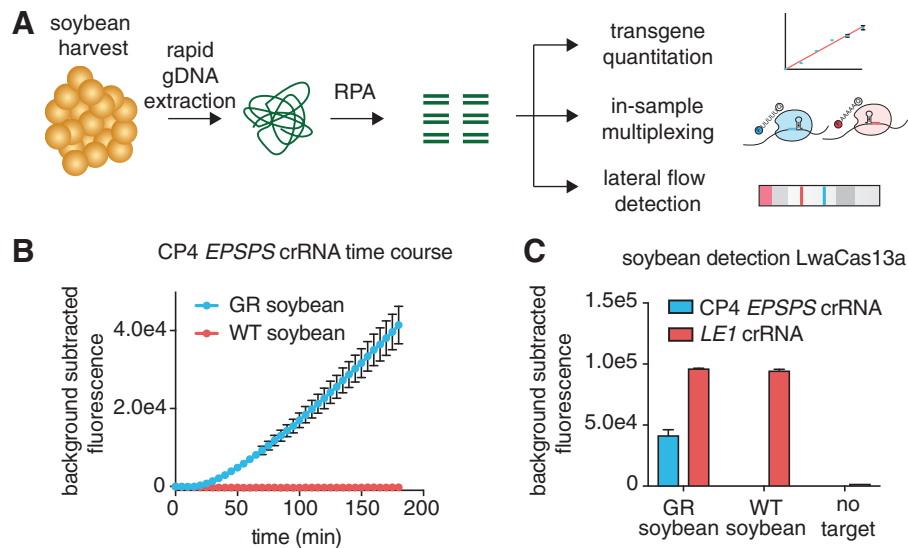 A
soybean
harvest
rapid
gDNA
extraction
RPA
transgene
quantitation
in-sample
multiplexing
lateral flow
detection
B
CP4 EPSPS crRNA time course
GR soybean
WT soybean
background subtracted
fluorescence
4.0e4
2.0e4
0
0 50 100 150 200
time (min)
C
soybean detection LwaCas13a
CP4 EPSPS crRNA
LE1 crRNA
background subtracted
fluorescence
1.5e5
1.0e5
5.0e4
0
GR
soybean
WT
soybean
no
target